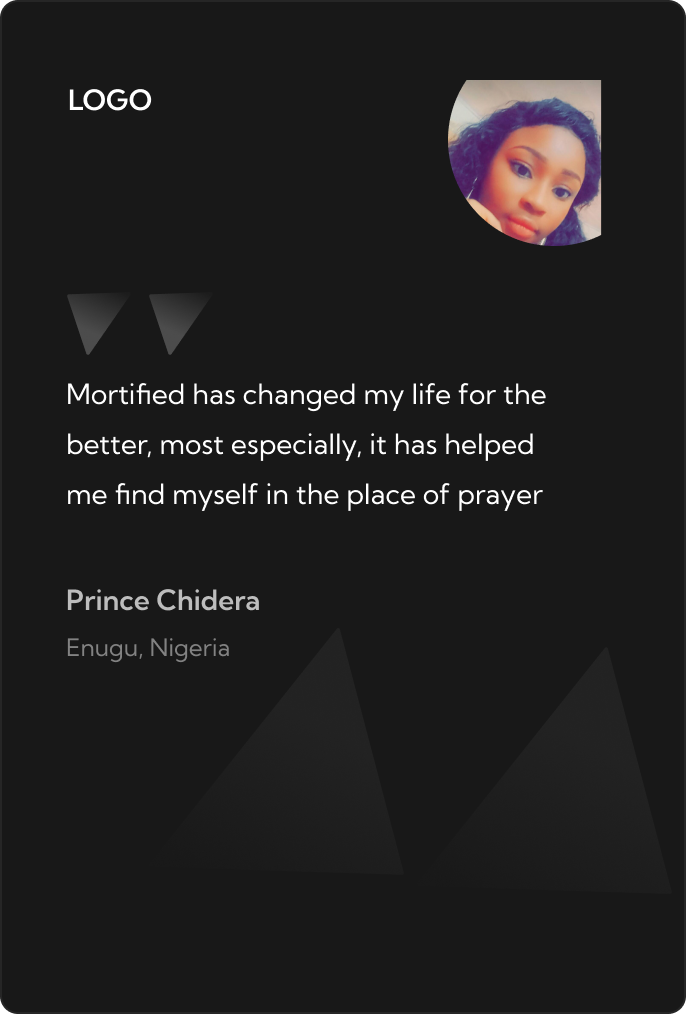 LOGO
Mortified has changed my life for the
better, most especially, it has helped
me find myself in the place of prayer
Prince Chidera
Enugu, Nigeria